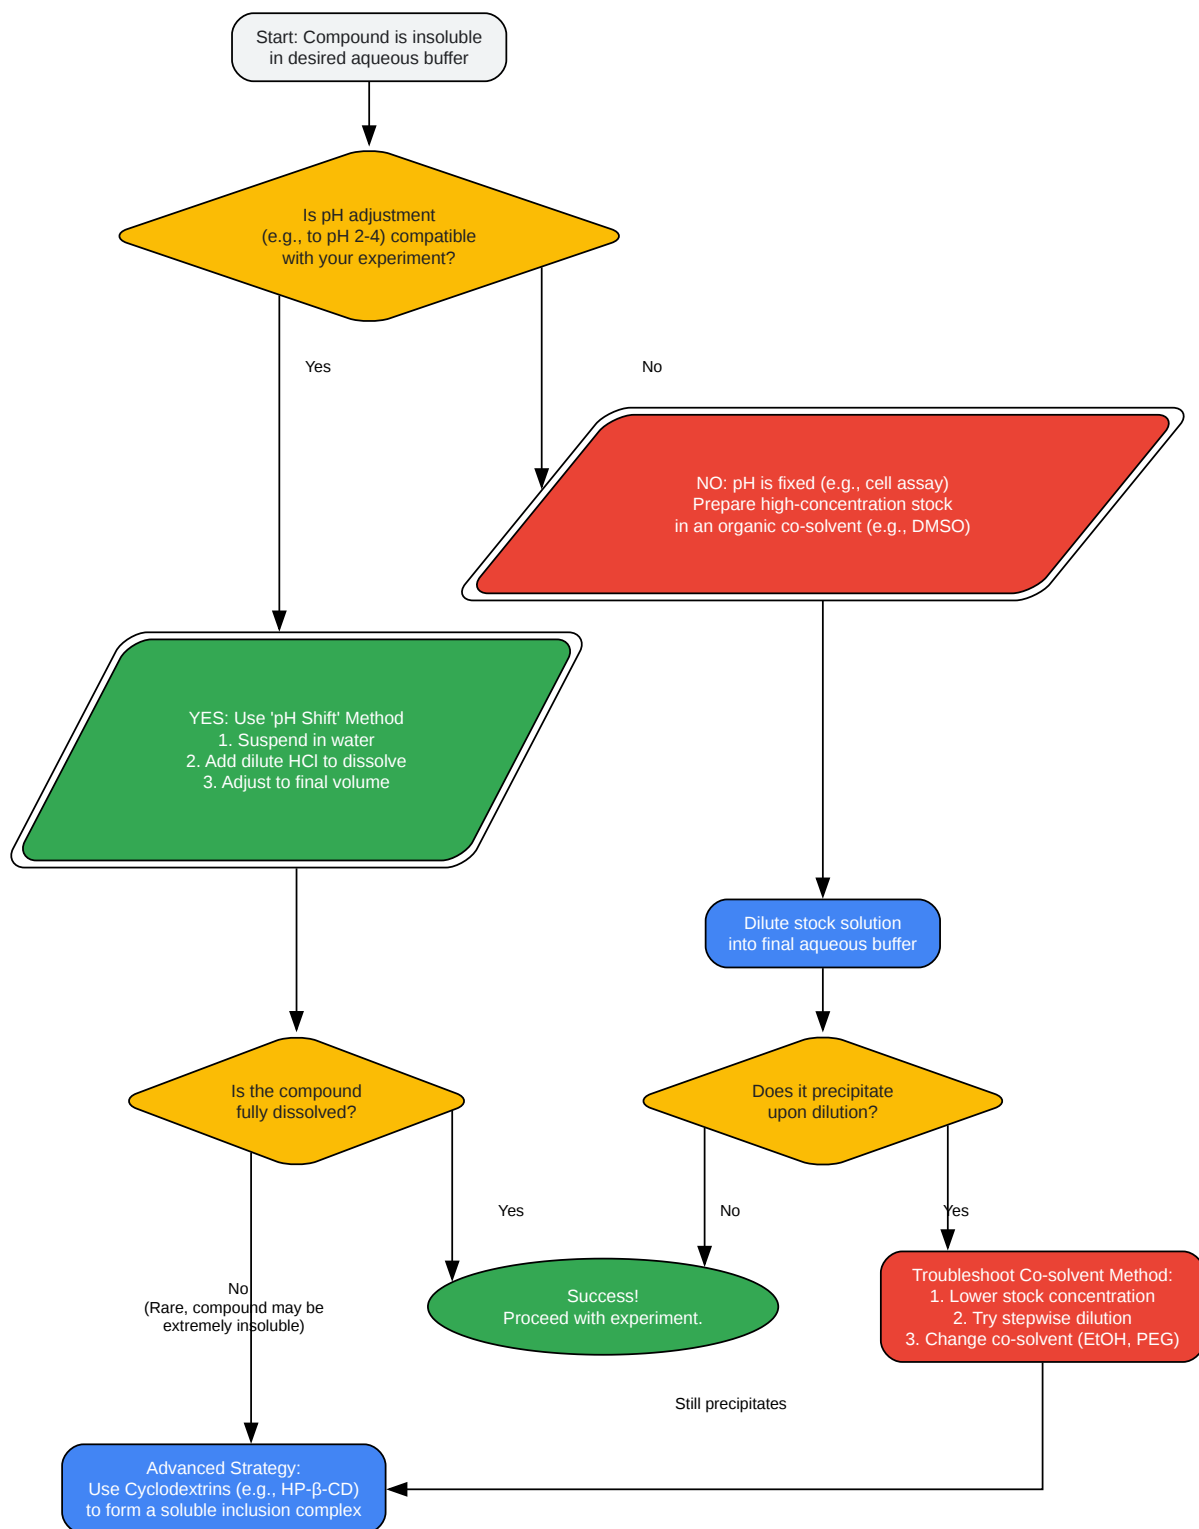 Start: Compound is insoluble
in desired aqueous buffer
Is pH adjustment
(e.g., to pH 2-4) compatible
with your experiment?
Yes
No
NO: pH is fixed (e.g., cell assay)
Prepare high-concentration stock
in an organic co-solvent (e.g., DMSO)
YES: Use 'pH Shift' Method
1. Suspend in water
2. Add dilute HCl to dissolve
3. Adjust to final volume
Dilute stock solution
into final aqueous buffer
Is the compound
fully dissolved?
Does it precipitate
upon dilution?
Yes
No
Yes
No
(Rare, compound may be
extremely insoluble)
Success!
Proceed with experiment.
Troubleshoot Co-solvent Method:
1. Lower stock concentration
2. Try stepwise dilution
3. Change co-solvent (EtOH, PEG)
Still precipitates
Advanced Strategy:
Use Cyclodextrins (e.g., HP-β-CD)
to form a soluble inclusion complex